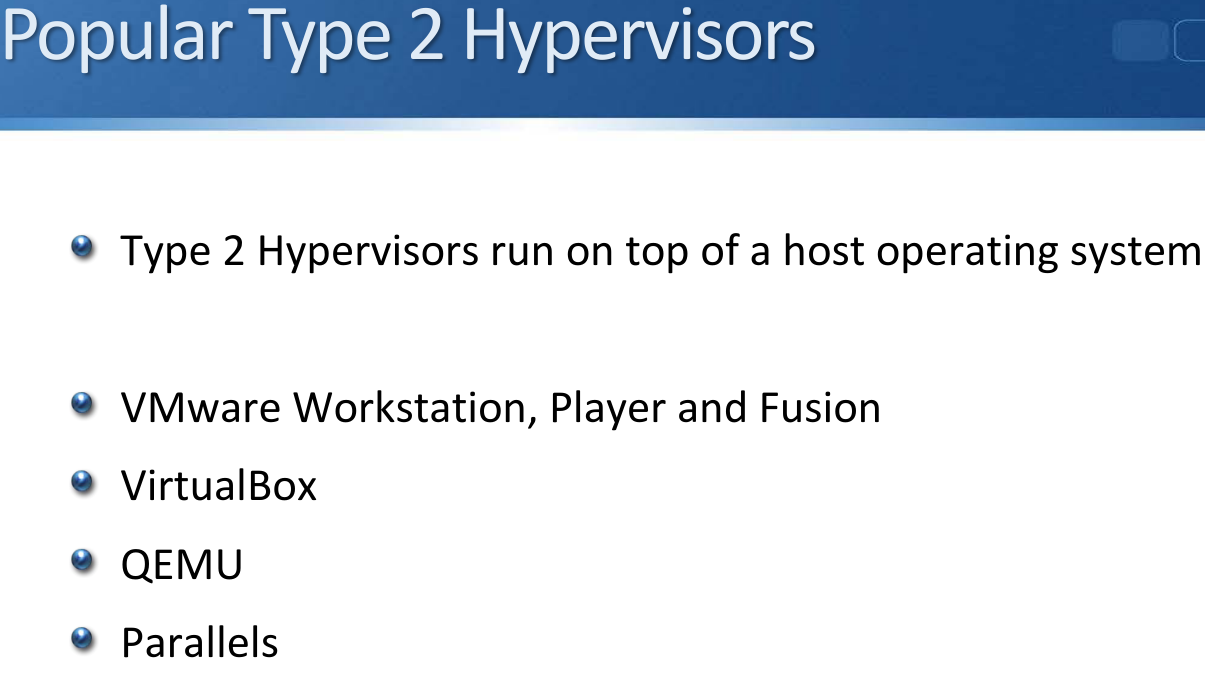 Popular Type 2 Hypervisors
Type 2 Hypervisors run on top of a host operating system
VMware Workstation, Player and Fusion
VirtualBox
QEMU
Parallels